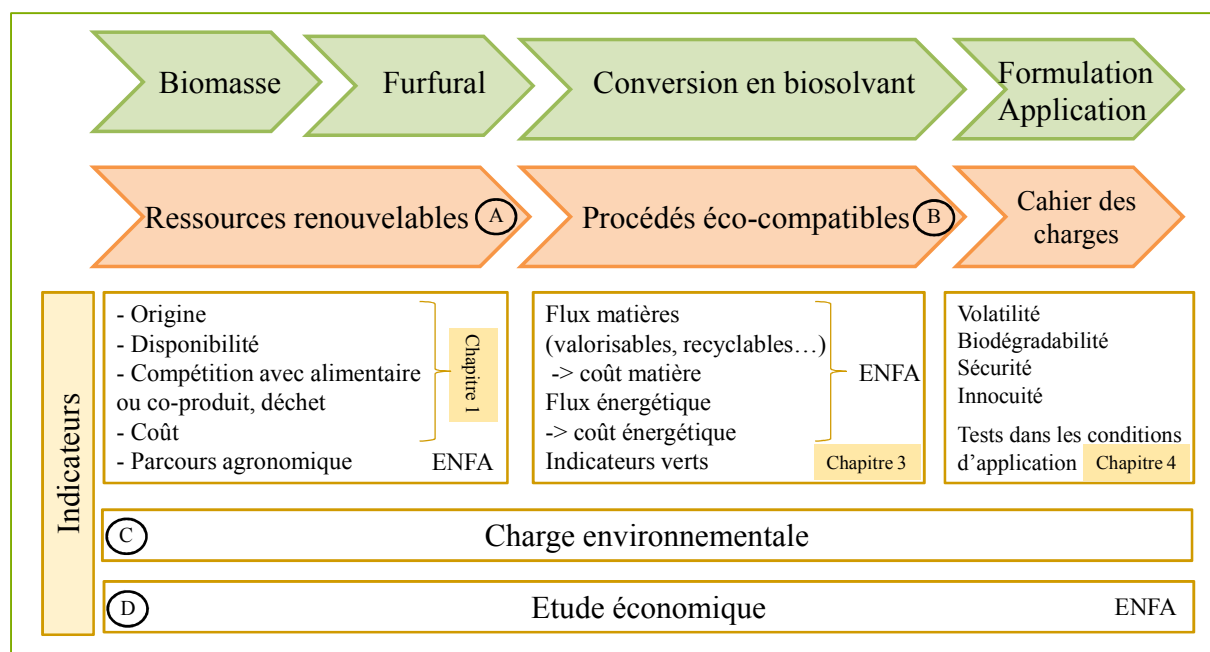 Biomasse
Furfural
Conversion en biosolvant
Formulation
Application
Ressources renouvelables A
Procédés éco-compatibles B
Cahier des
charges
Indicateurs
- Origine
- Disponibilité
- Compétition avec alimentaire
ou co-produit, déchet
- Coût
- Parcours agronomique
Chapitre 1
ENFA
Flux matières
(valorisables, recyclables…)
-> coût matière
Flux énergétique
-> coût énergétique
Indicateurs verts
ENFA
Chapitre 3
Volatilité
Biodégradabilité
Sécurité
Innocuité
Tests dans les conditions
d’application
Chapitre 4
C
Charge environnementale
D
Etude économique
ENFA